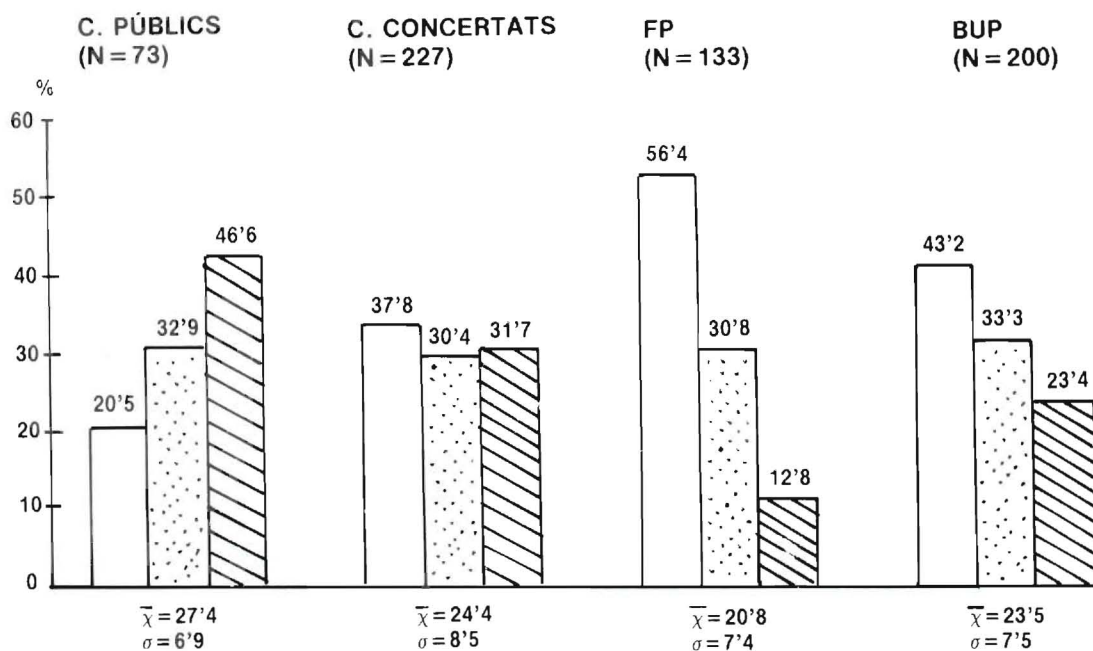 C. PÚBLICS
(N = 73)
C. CONCERTATS
(N = 227)
FP
(N = 133)
BUP
(N = 200)
%
60
50
40
30
20
10
0
20'5
32'9
46'6
37'8
30'4
31'7
56'4
30'8
12'8
43'2
33'3
23'4
χ̅ = 27'4
σ = 6'9
χ̅ = 24'4
σ = 8'5
χ̅ = 20'8
σ = 7'4
χ̅ = 23'5
σ = 7'5